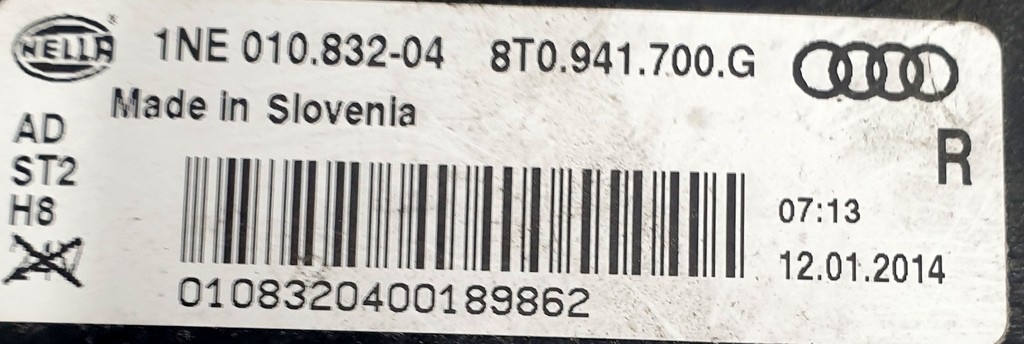 HELLA 1NE 010.832-04 8T0.941.700.G
Made in Slovenia
AD
ST2
H8
R
07:13
12.01.2014
0108320400189862